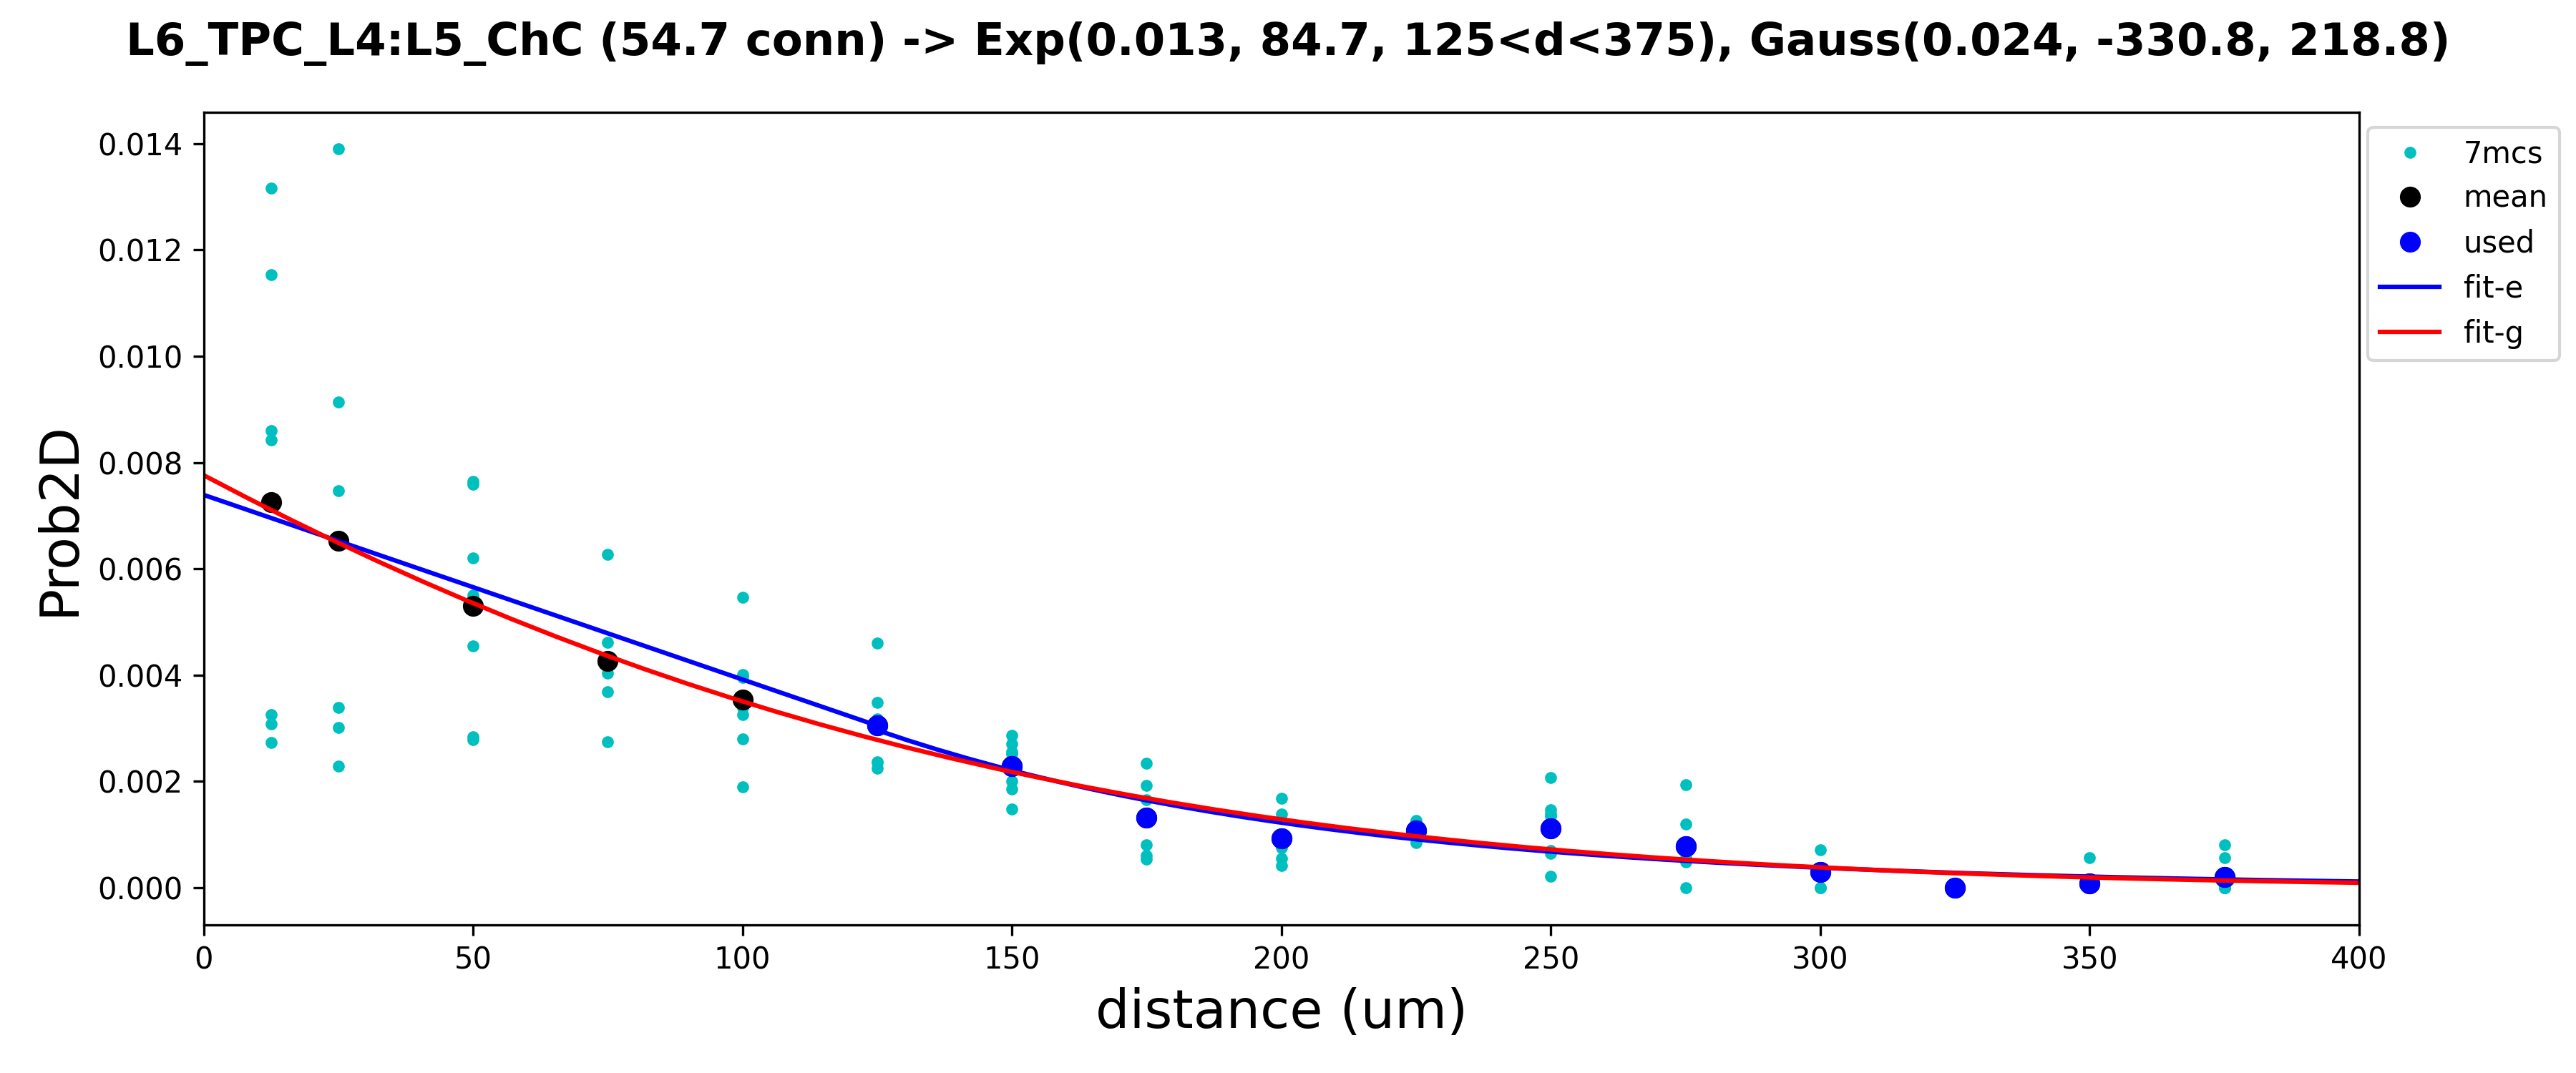 L6_TPC_L4:L5_ChC (54.7 conn) -> Exp(0.013, 84.7, 125<d<375), Gauss(0.024, -330.8, 218.8)
0.014
0.012
0.010
0.008
0.006
0.004
0.002
0.000
Prob2D
0 50 100 150 200 250 300 350 400
distance (um)
7mcs
mean
used
fit-e
fit-g